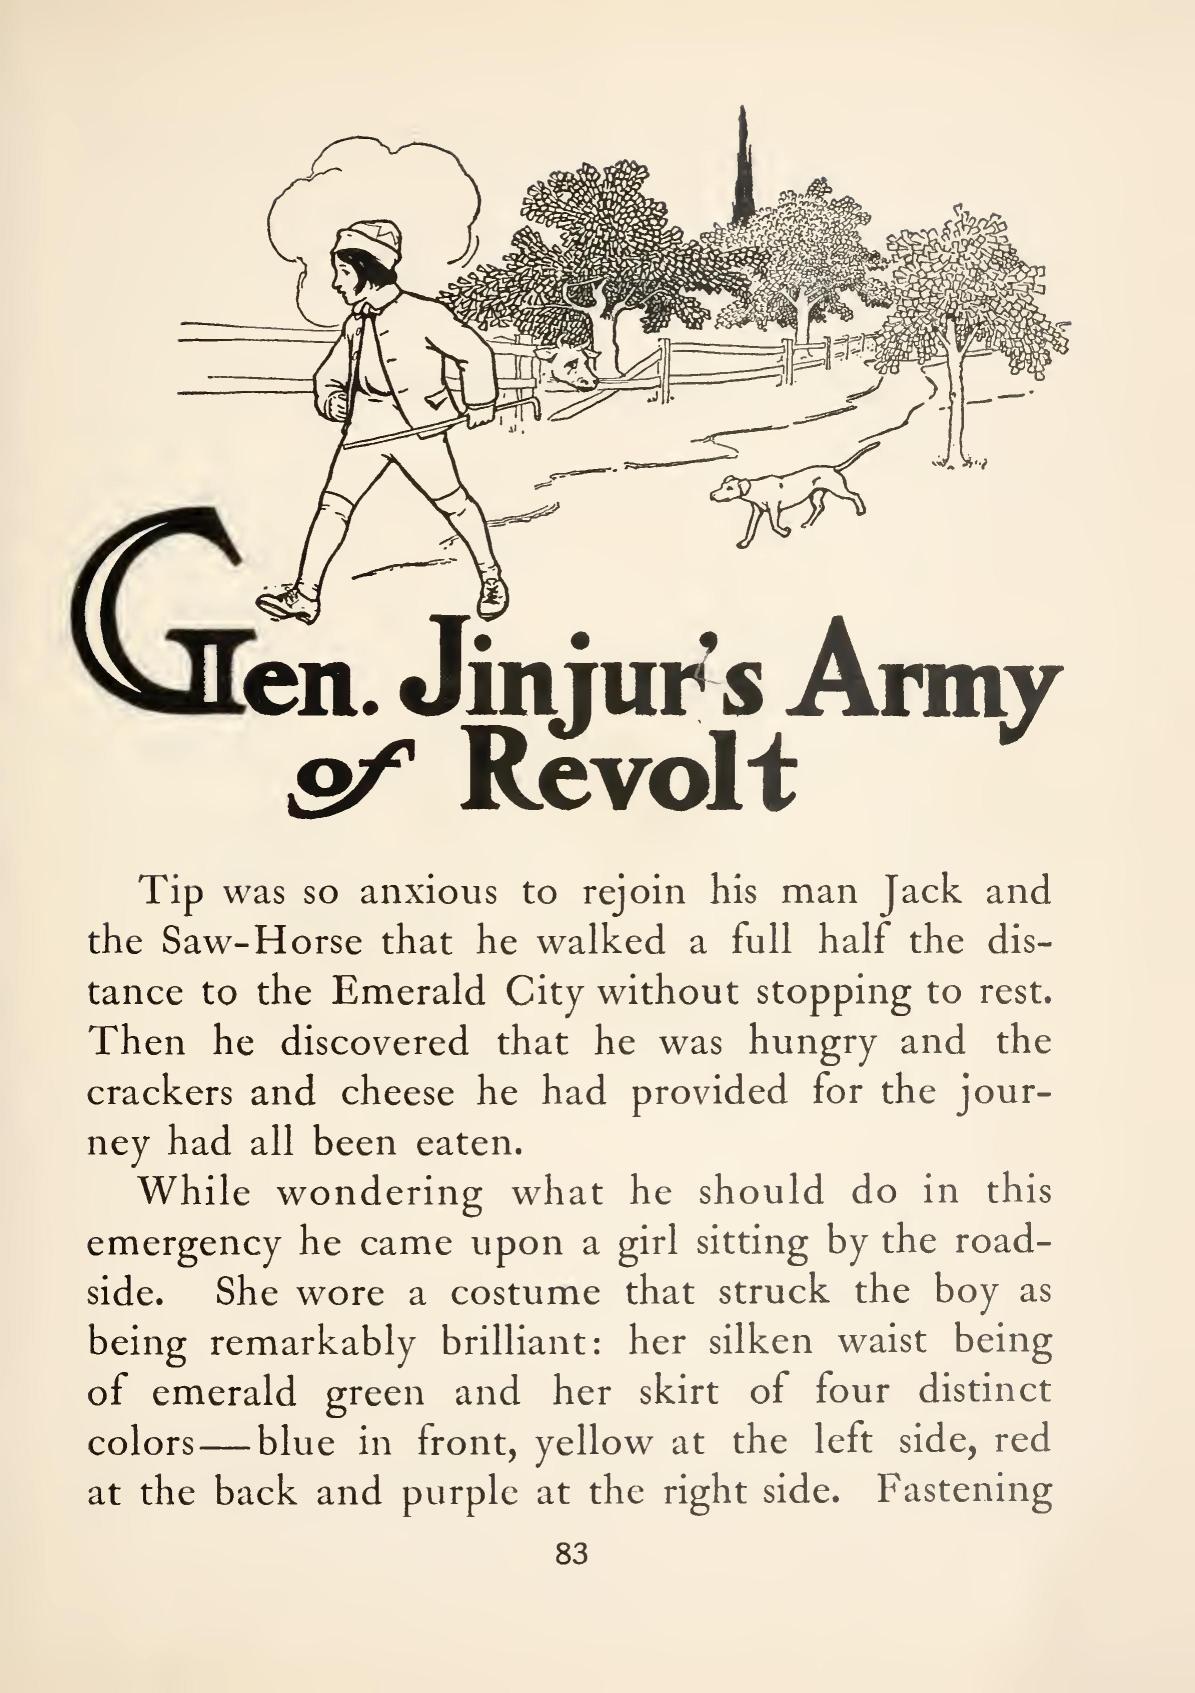 Gen. Jinjur's Army
of Revolt
Tip was so anxious to rejoin his man Jack and
the Saw-Horse that he walked a full half the dis-
tance to the Emerald City without stopping to rest.
Then he discovered that he was hungry and the
crackers and cheese he had provided for the jour-
ney had all been eaten.
While wondering what he should do in this
emergency he came upon a girl sitting by the road-
side. She wore a costume that struck the boy as
being remarkably brilliant: her silken waist being
of emerald green and her skirt of four distinct
colors—blue in front, yellow at the left side, red
at the back and purple at the right side. Fastening
83